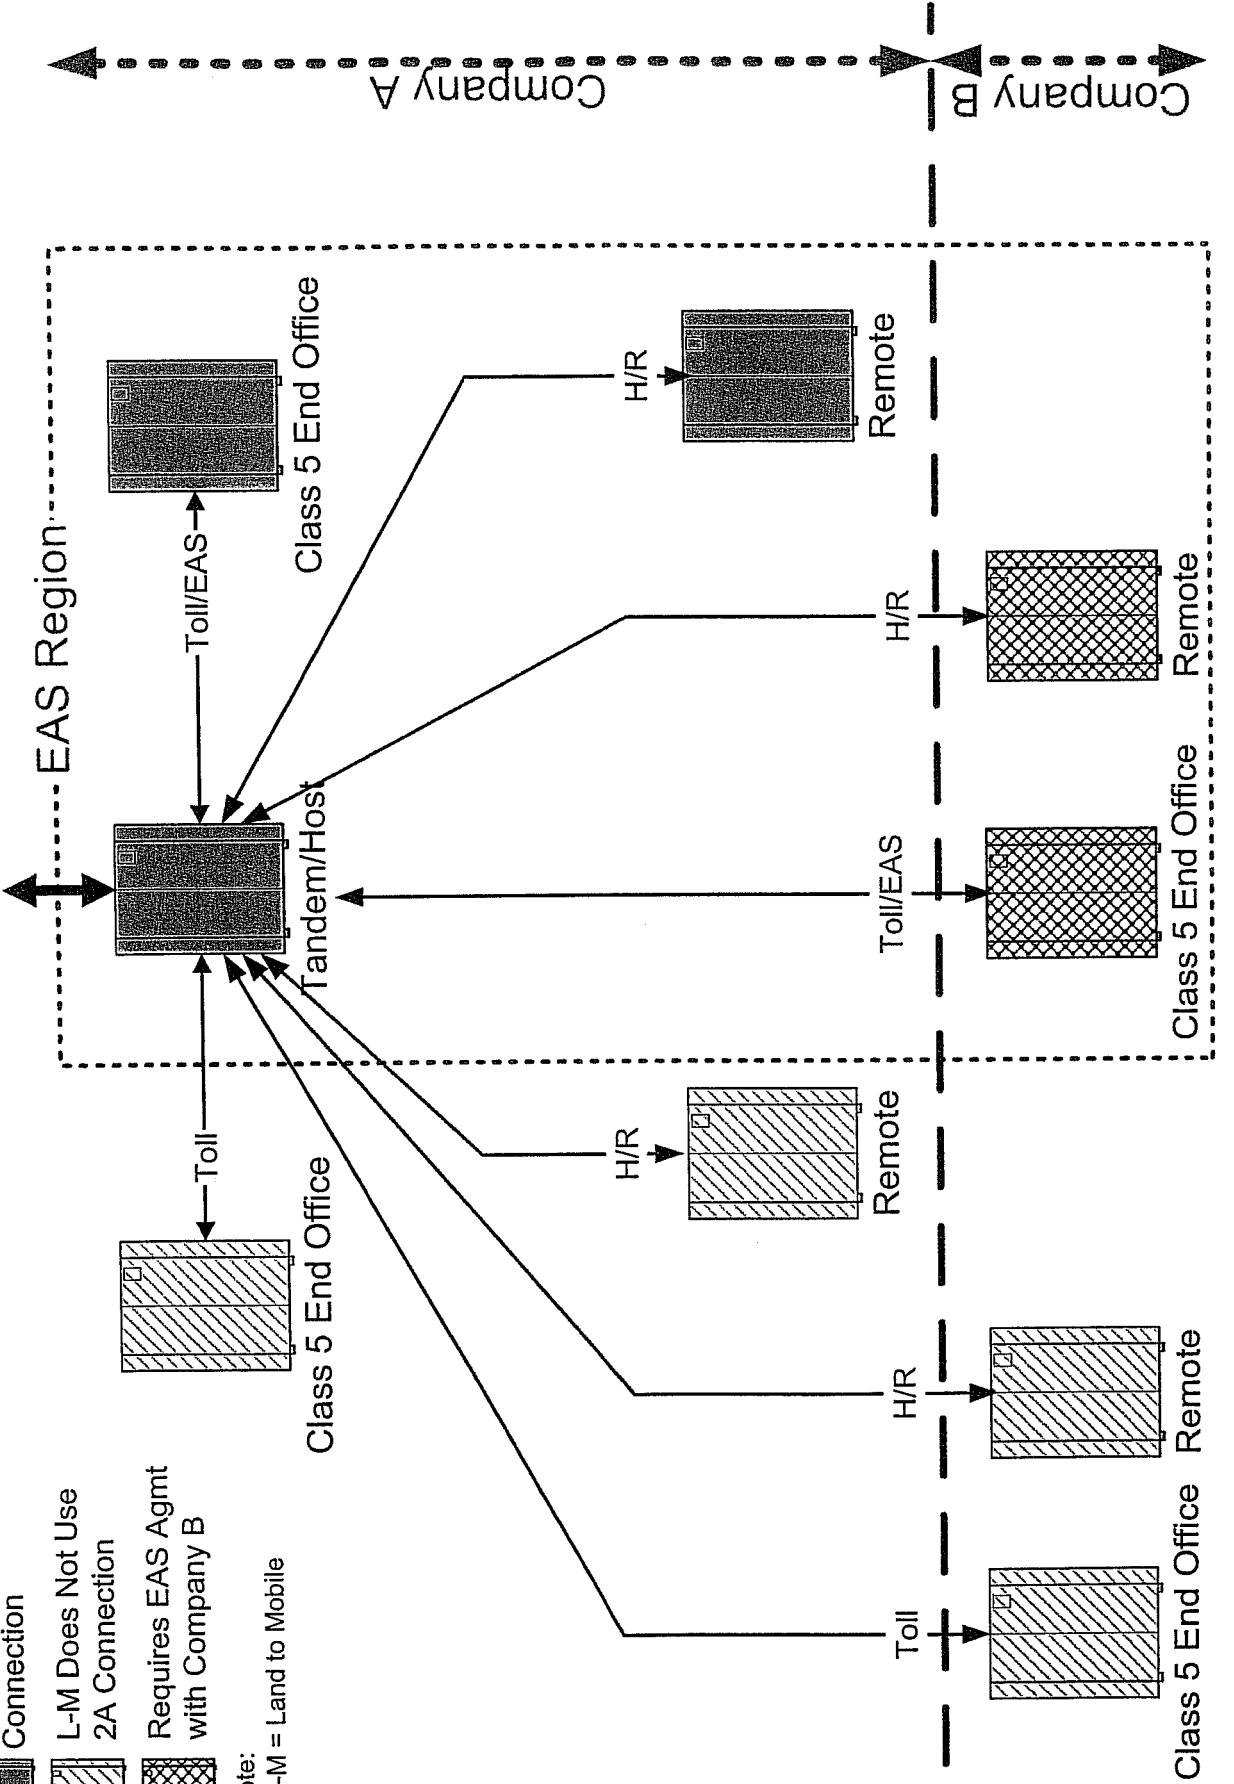 EAS Region
Tandem/Host
Toll/EAS
Class 5 End Office
Toll
Class 5 End Office
H/R
Remote
H/R
Remote
H/R
Remote
Toll/EAS
Class 5 End Office
H/R
Remote
Toll
Class 5 End Office
Company A
Company B
Connection
L-M Does Not Use
2A Connection
Requires EAS Agmt
with Company B
-M = Land to Mobile